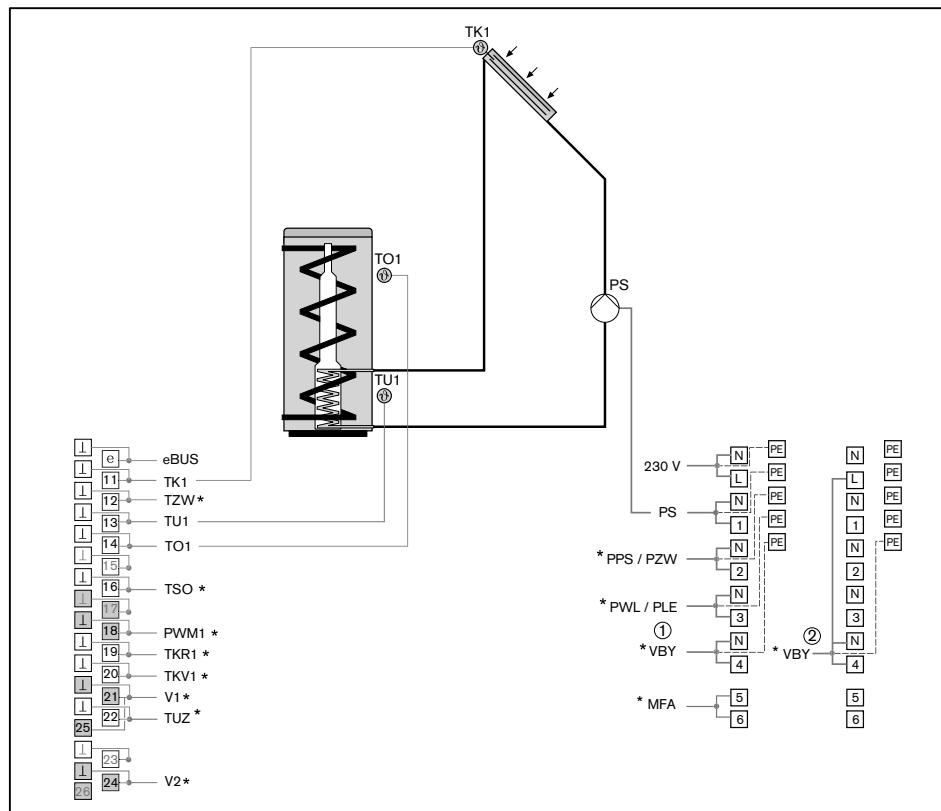 TK1
TO1
PS
TU1
⊥
e eBUS
⊥
11 TK1
⊥
12 TZW*
⊥
13 TU1
⊥
14 TO1
⊥
15
⊥
16 TSO *
⊥
17
⊥
18 PWM1 *
⊥
19 TKR1 *
⊥
20 TKV1 *
⊥
21 V1*
⊥
22 TUZ *
25
⊥
23
⊥
24 V2*
26
230 V
N
L
PE
PS
N
1
PE
* PPS / PZW
N
2
PE
* PWL / PLE
N
3
PE
①
* VBY
N
4
PE
* MFA
5
6
②
* VBY
N
L
N
1
N
2
N
3
N
4
5
6
PE
PE
PE
PE
PE